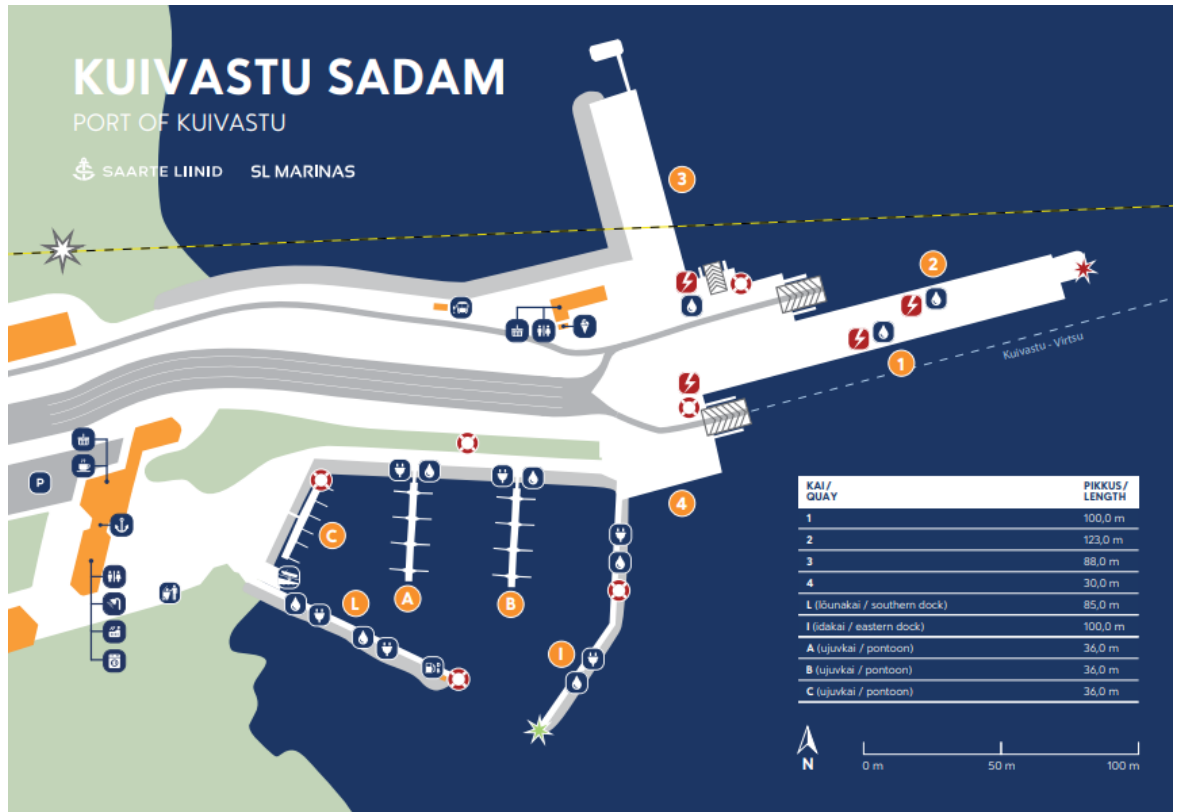 KUIVASTU SADAM
PORT OF KUIVASTU
SAARTE LIINID SL MARINAS
3
2
1
Kuivastu - Virtsu
P
4
C
L
A
B
I
KAI/ PIKKUS/
QUAY LENGTH
1 100,0 m
2 123,0 m
3 88,0 m
4 30,0 m
L (lõunakai / southern dock) 85,0 m
I (idakai / eastern dock) 100,0 m
A (ujuvkai / pontoon) 36,0 m
B (ujuvkai / pontoon) 36,0 m
C (ujuvkai / pontoon) 36,0 m
N
0 m 50 m 100 m